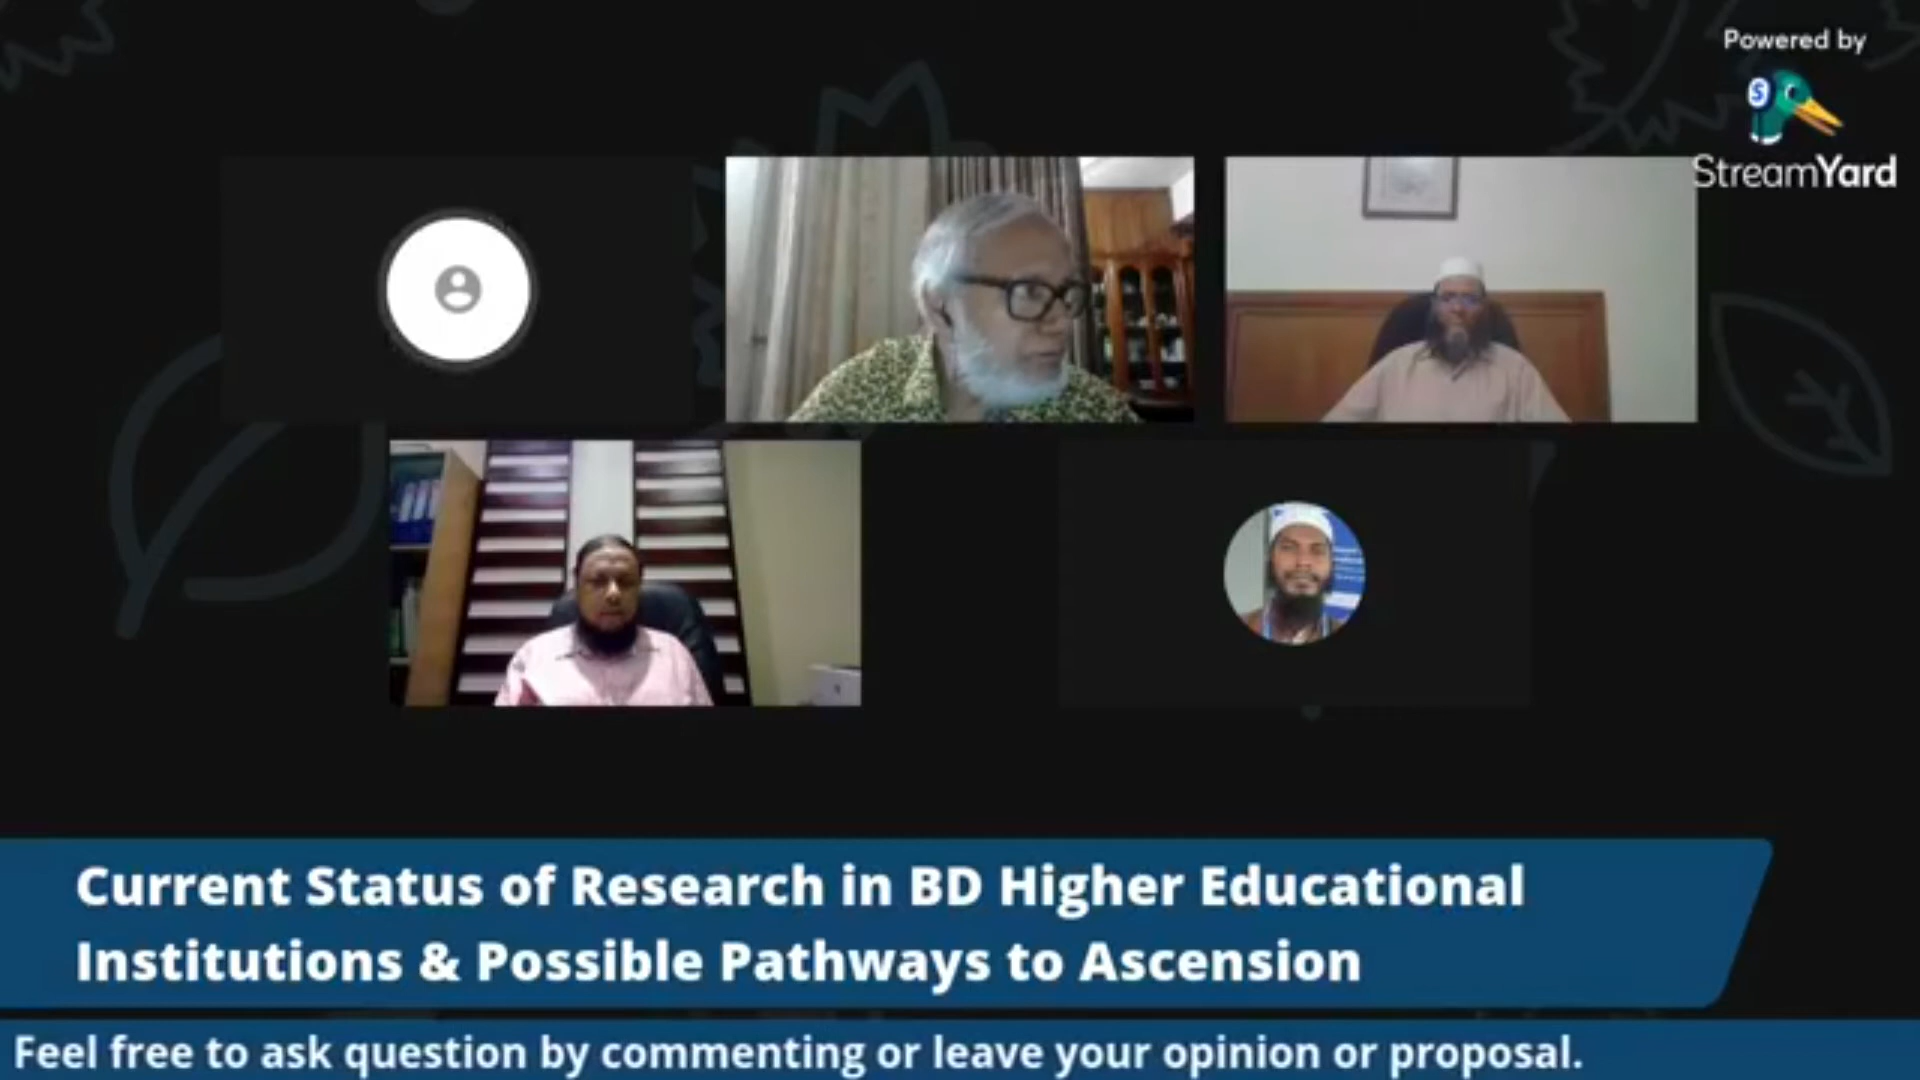 Powered by
StreamYard
Current Status of Research in BD Higher Educational
Institutions & Possible Pathways to Ascension
Feel free to ask question by commenting or leave your opinion or proposal.